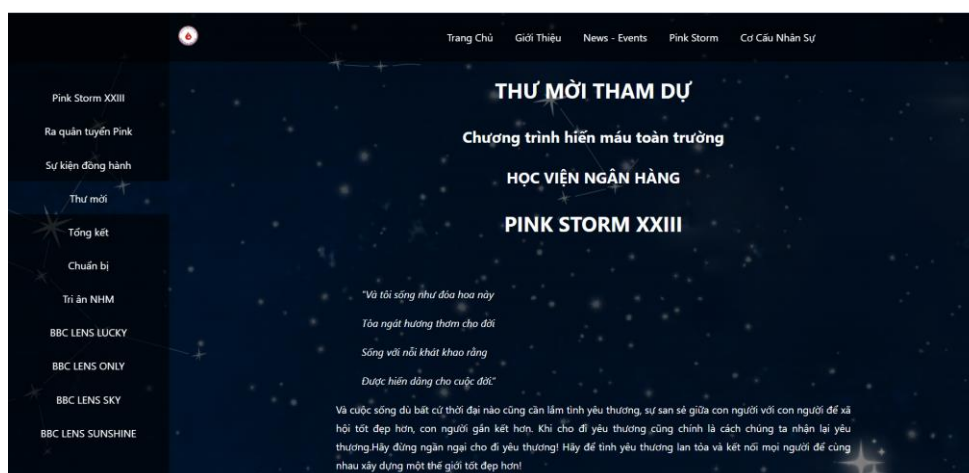 Trang Chủ Giới Thiệu News - Events Pink Storm Cơ Cấu Nhân Sự
Pink Storm XXIII
Ra quân tuyến Pink
Sự kiện đồng hành
Thư mời
Tổng kết
Chuẩn bị
Tri ân NHM
BBC LENS LUCKY
BBC LENS ONLY
BBC LENS SKY
BBC LENS SUNSHINE
THƯ MỜI THAM DỰ
Chương trình hiến máu toàn trường
HỌC VIỆN NGÂN HÀNG
PINK STORM XXIII
"Và tôi sống như đóa hoa này
Tỏa ngát hương thơm cho đời
Sống với nỗi khát khao rằng
Được hiến dâng cho cuộc đời."
Và cuộc sống dù bất cứ thời đại nào cũng cần lắm tình yêu thương, sự san sẻ giữa con người với con người để xã
hội tốt đẹp hơn, con người gắn kết hơn. Khi cho đi yêu thương cũng chính là cách chúng ta nhận lại yêu
thương.Hãy đừng ngần ngại cho đi yêu thương! Hãy để tình yêu thương lan tỏa và kết nối mọi người để cùng
nhau xây dựng một thế giới tốt đẹp hơn!